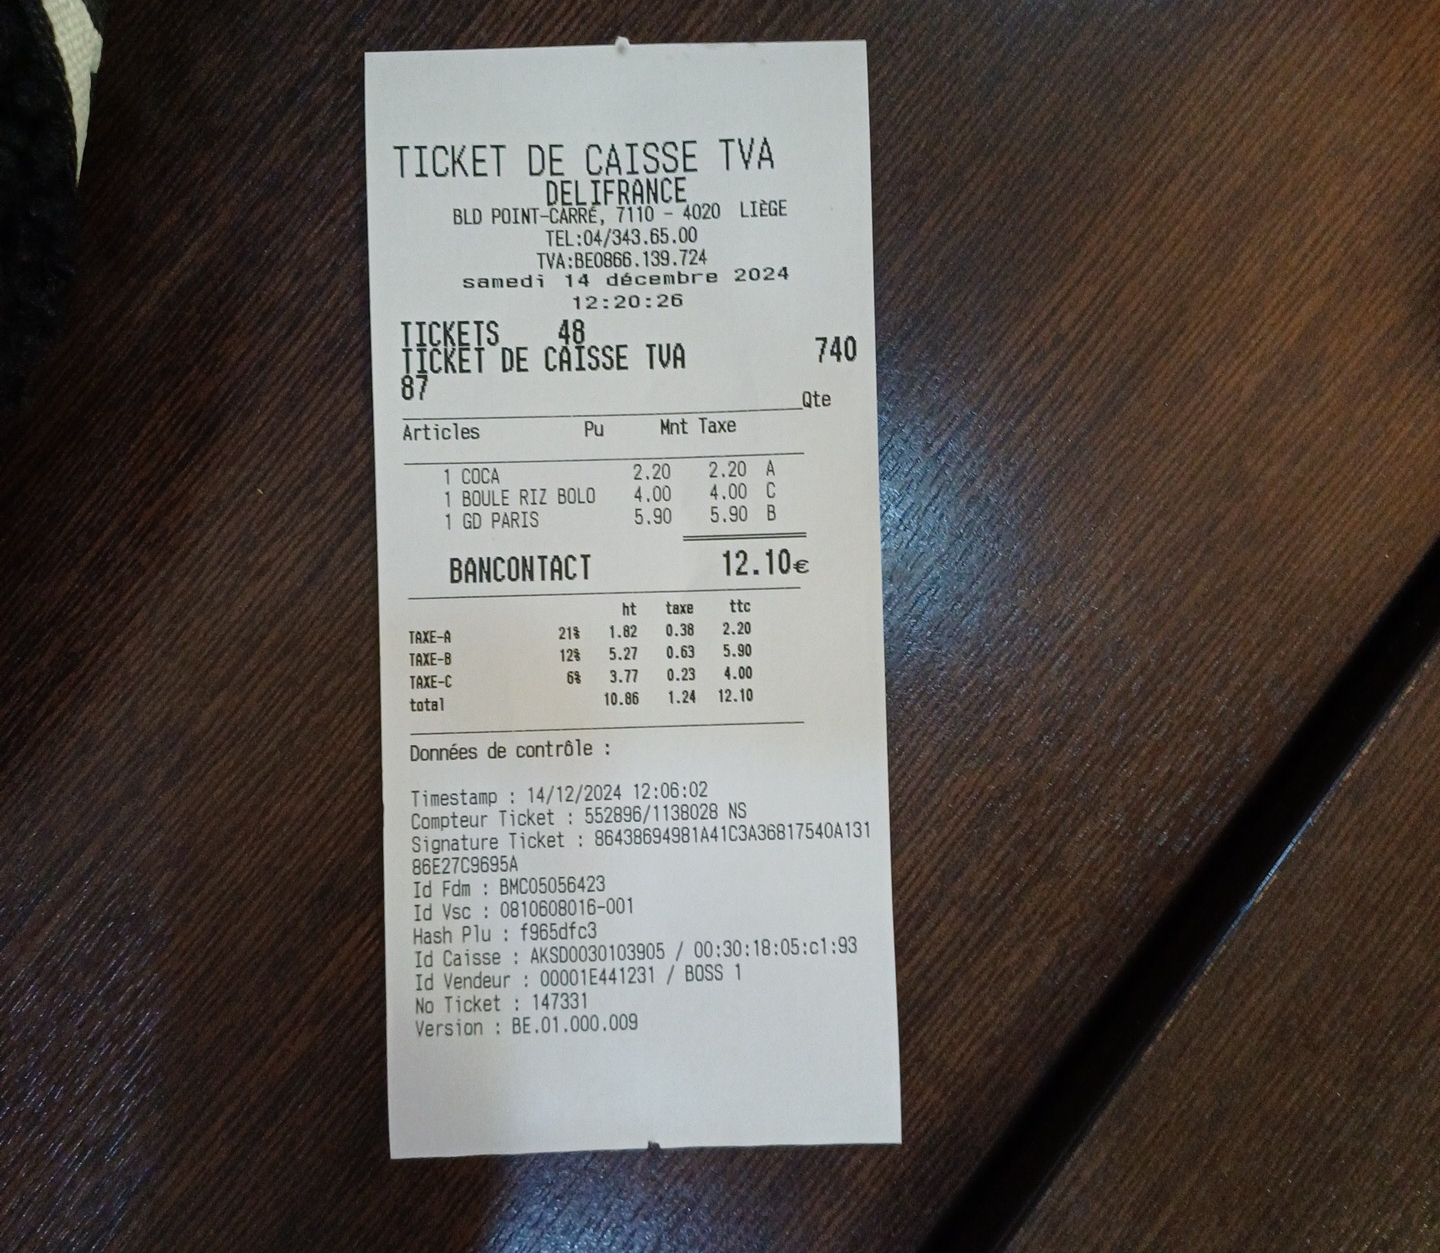 TICKET DE CAISSE TVA
DELIFRANCE
BLD POINT-CARRÉ, 7110 - 4020 LIÈGE
TEL:04/343.65.00
TVA:BE0866.139.724
samedi 14 décembre 2024
12:20:26
TICKETS 48
TICKET DE CAISSE TVA 740
87
Qte
Articles Pu Mnt Taxe
1 COCA 2.20 2.20 A
1 BOULE RIZ BOLO 4.00 4.00 C
1 GD PARIS 5.90 5.90 B
BANCONTACT 12.10€
ht taxe ttc
TAXE-A 21% 1.82 0.38 2.20
TAXE-B 12% 5.27 0.63 5.90
TAXE-C 6% 3.77 0.23 4.00
total 10.86 1.24 12.10
Données de contrôle :
Timestamp : 14/12/2024 12:06:02
Compteur Ticket : 552896/1138028 NS
Signature Ticket : 86438694981A41C3A36817540A131
86E27C9695A
Id Fdm : BMC05056423
Id Vsc : 0810608016-001
Hash Plu : f965dfc3
Id Caisse : AKSD0030103905 / 00:30:18:05:c1:93
Id Vendeur : 00001E441231 / BOSS 1
No Ticket : 147331
Version : BE.01.000.009